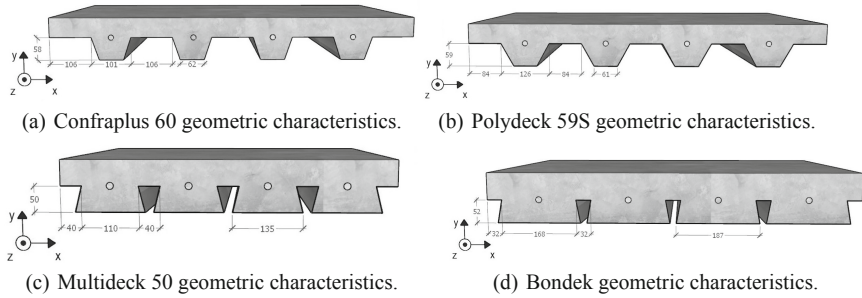 58
106
101
106
62
y
z
x
(a) Confraplus 60 geometric characteristics.
59
84
126
84
61
y
z
x
(b) Polydeck 59S geometric characteristics.
50
40
110
40
135
y
z
x
(c) Multideck 50 geometric characteristics.
52
32
168
32
187
y
z
x
(d) Bondek geometric characteristics.